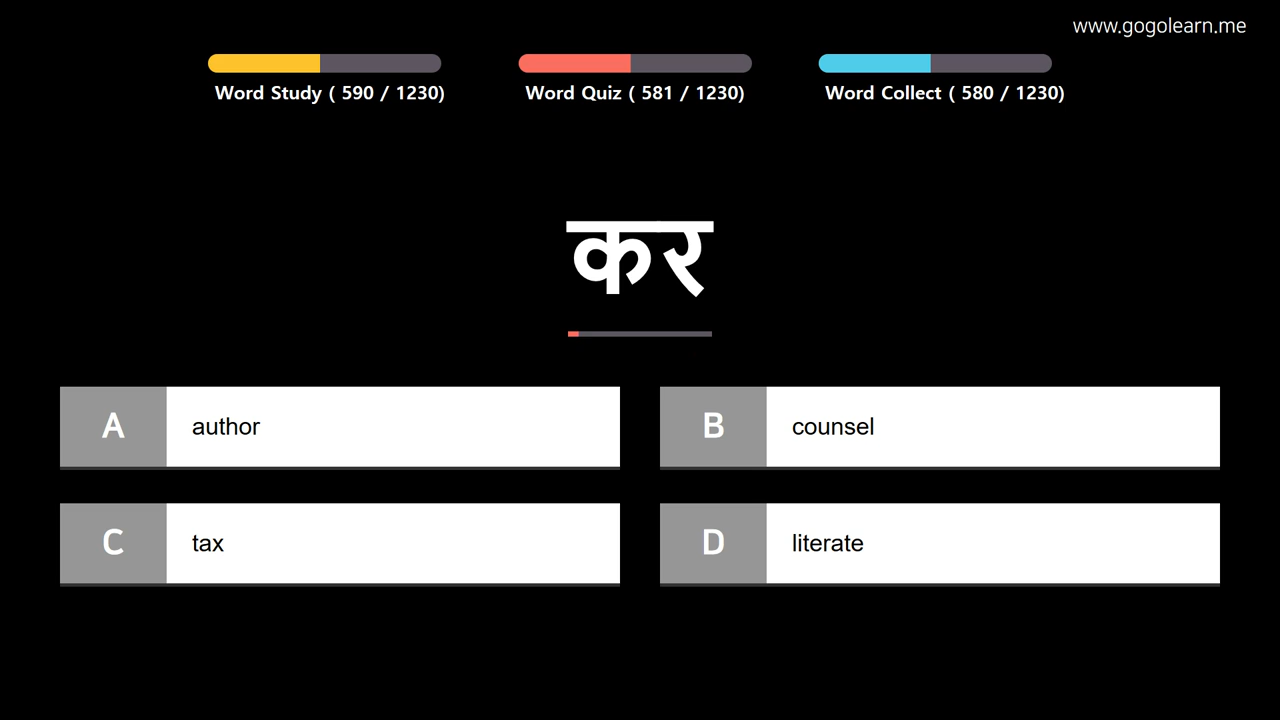 www.gogolearn.me
Word Study ( 590 / 1230)
Word Quiz ( 581 / 1230)
Word Collect ( 580 / 1230)
कर
A author
B counsel
C tax
D literate